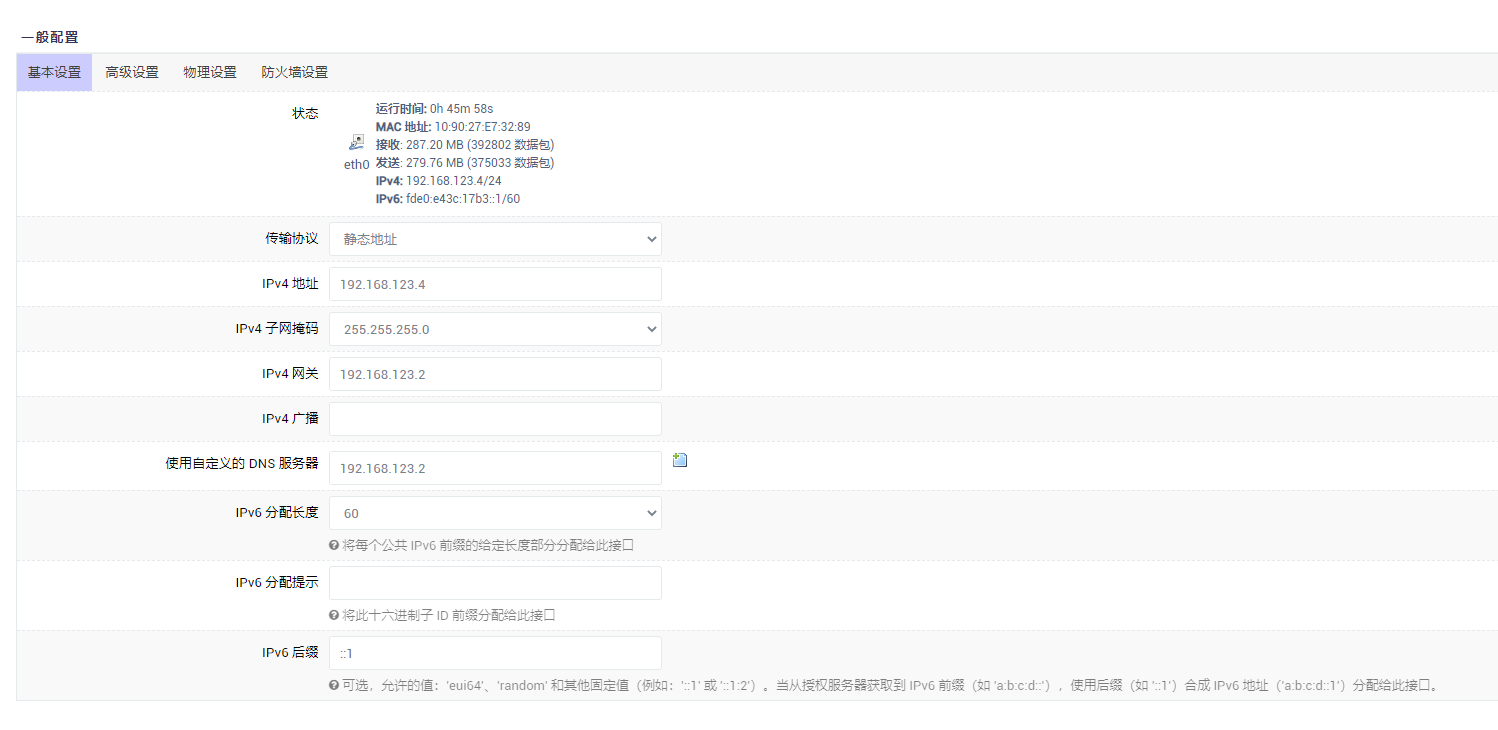 一般配置
基本设置 高级设置 物理设置 防火墙设置
状态
eth0
运行时间: 0h 45m 58s
MAC 地址: 10:90:27:E7:32:89
接收: 287.20 MB (392802 数据包)
发送: 279.76 MB (375033 数据包)
IPv4: 192.168.123.4/24
IPv6: fde0:e43c:17b3::1/60
传输协议 静态地址
IPv4 地址 192.168.123.4
IPv4 子网掩码 255.255.255.0
IPv4 网关 192.168.123.2
IPv4 广播
使用自定义的 DNS 服务器 192.168.123.2
IPv6 分配长度 60
将每个公共 IPv6 前缀的给定长度部分分配给此接口
IPv6 分配提示
将此十六进制子 ID 前缀分配给此接口
IPv6 后缀 ::1
可选，允许的值：'eui64'、'random' 和其他固定值（例如：'::1' 或 '::1:2'）。当从授权服务器获取到 IPv6 前缀（如 'a:b:c:d::'），使用后缀（如 '::1'）合成 IPv6 地址（'a:b:c:d::1'）分配给此接口。